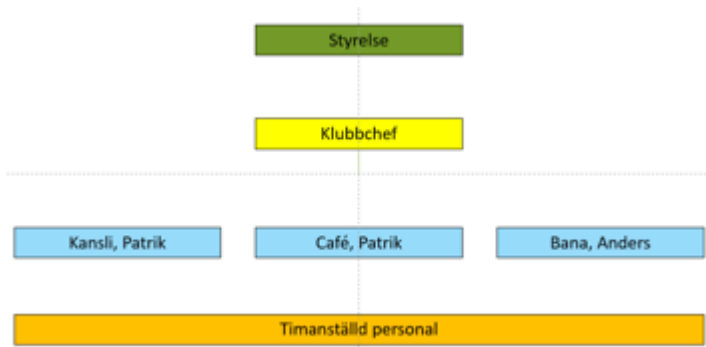 Styrelse
Klubbchef
Kansli, Patrik
Café, Patrik
Bana, Anders
Timanställd personal